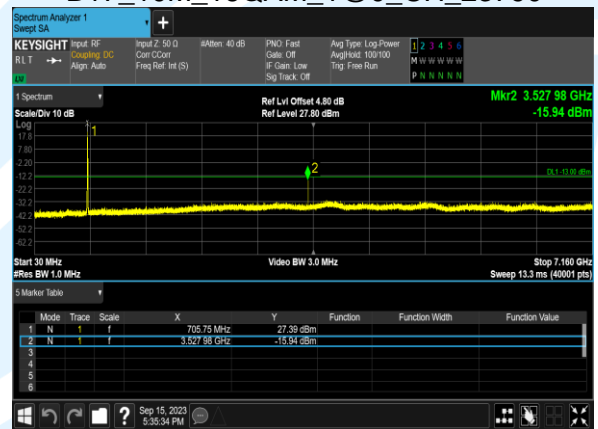 Spectrum Analyzer 1
Swept SA
KEYSIGHT
RLT
LW
Input: RF
Coupling: DC
Align: Auto
Input Z: 50 Ω
Corr CCorr
Freq Ref: Int (S)
#Atten: 40 dB
PNO: Fast
Gate: Off
IF Gain: Low
Sig Track: Off
Avg Type: Log-Power
Avg|Hold: 100/100
Trig: Free Run
1 2 3 4 5 6
M W W W W W
P N N N N N
1 Spectrum
Scale/Div 10 dB
Ref Lvl Offset 4.80 dB
Ref Level 27.80 dBm
Mkr2 3.527 98 GHz
-15.94 dBm
Log
17.8
7.80
-2.20
-12.2
-22.2
-32.2
-42.2
-52.2
-62.2
1
2
DL1 -13.00 dBm
Start 30 MHz
#Res BW 1.0 MHz
Video BW 3.0 MHz
Stop 7.160 GHz
Sweep 13.3 ms (40001 pts)
5 Marker Table
Mode Trace Scale X Y Function Function Width Function Value
1 N 1 f 705.75 MHz 27.39 dBm
2 N 1 f 3.527 98 GHz -15.94 dBm
3
4
5
6
?
Sep 15, 2023
5:35:34 PM